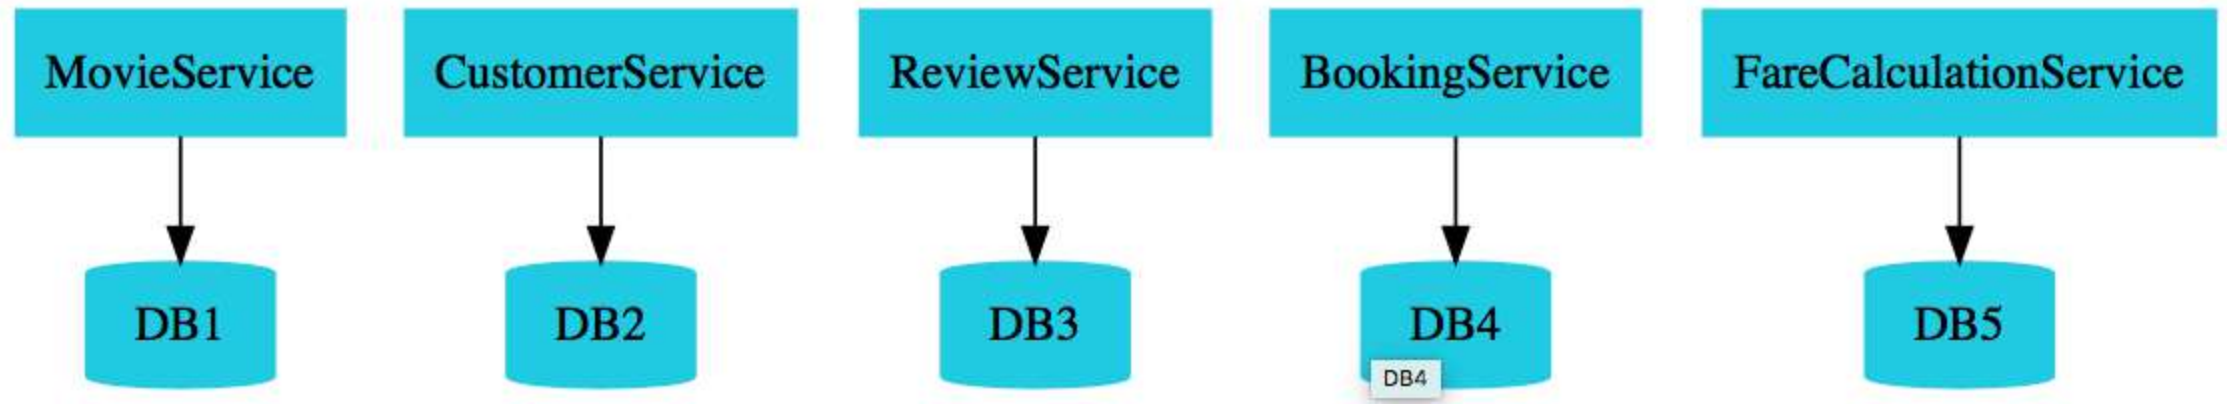 MovieService
CustomerService
ReviewService
BookingService
FareCalculationService
DB1
DB2
DB3
DB4
DB5
DB4